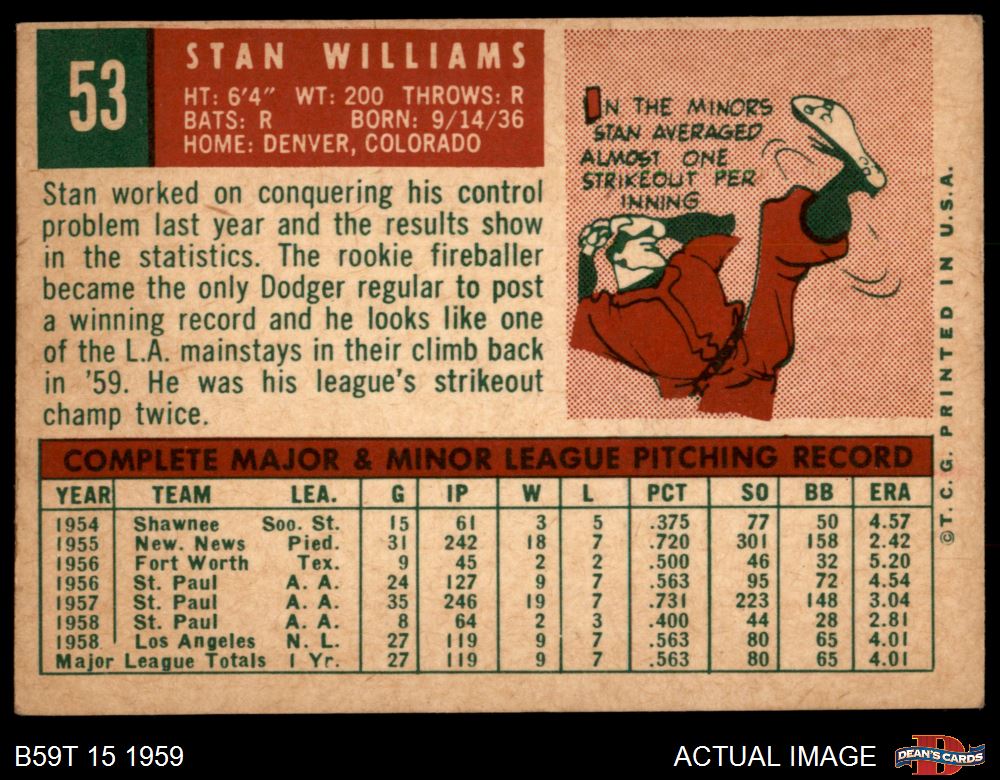 53
STAN WILLIAMS
HT: 6'4" WT: 200 THROWS: R
BATS: R BORN: 9/14/36
HOME: DENVER, COLORADO
Stan worked on conquering his control
problem last year and the results show
in the statistics. The rookie fireballer
became the only Dodger regular to post
a winning record and he looks like one
of the L.A. mainstays in their climb back
in '59. He was his league's strikeout
champ twice.
IN THE MINORS
STAN AVERAGED
ALMOST ONE
STRIKEOUT PER
INNING
©T. C. G. PRINTED IN U.S.A.
COMPLETE MAJOR & MINOR LEAGUE PITCHING RECORD
YEAR TEAM LEA. G IP W L PCT SO BB ERA
1954 Shawnee Soo. St. 15 61 3 5 .375 77 50 4.57
1955 New. News Pied. 31 242 18 7 .720 301 158 2.42
1956 Fort Worth Tex. 9 45 2 2 .500 46 32 5.20
1956 St. Paul A. A. 24 127 9 7 .563 95 72 4.54
1957 St. Paul A. A. 35 246 19 7 .731 223 148 3.04
1958 St. Paul A. A. 8 64 2 3 .400 44 28 2.81
1958 Los Angeles N. L. 27 119 9 7 .563 80 65 4.01
Major League Totals 1 Yr. 27 119 9 7 .563 80 65 4.01
B59T 15 1959
ACTUAL IMAGE
DEAN'S CARDS